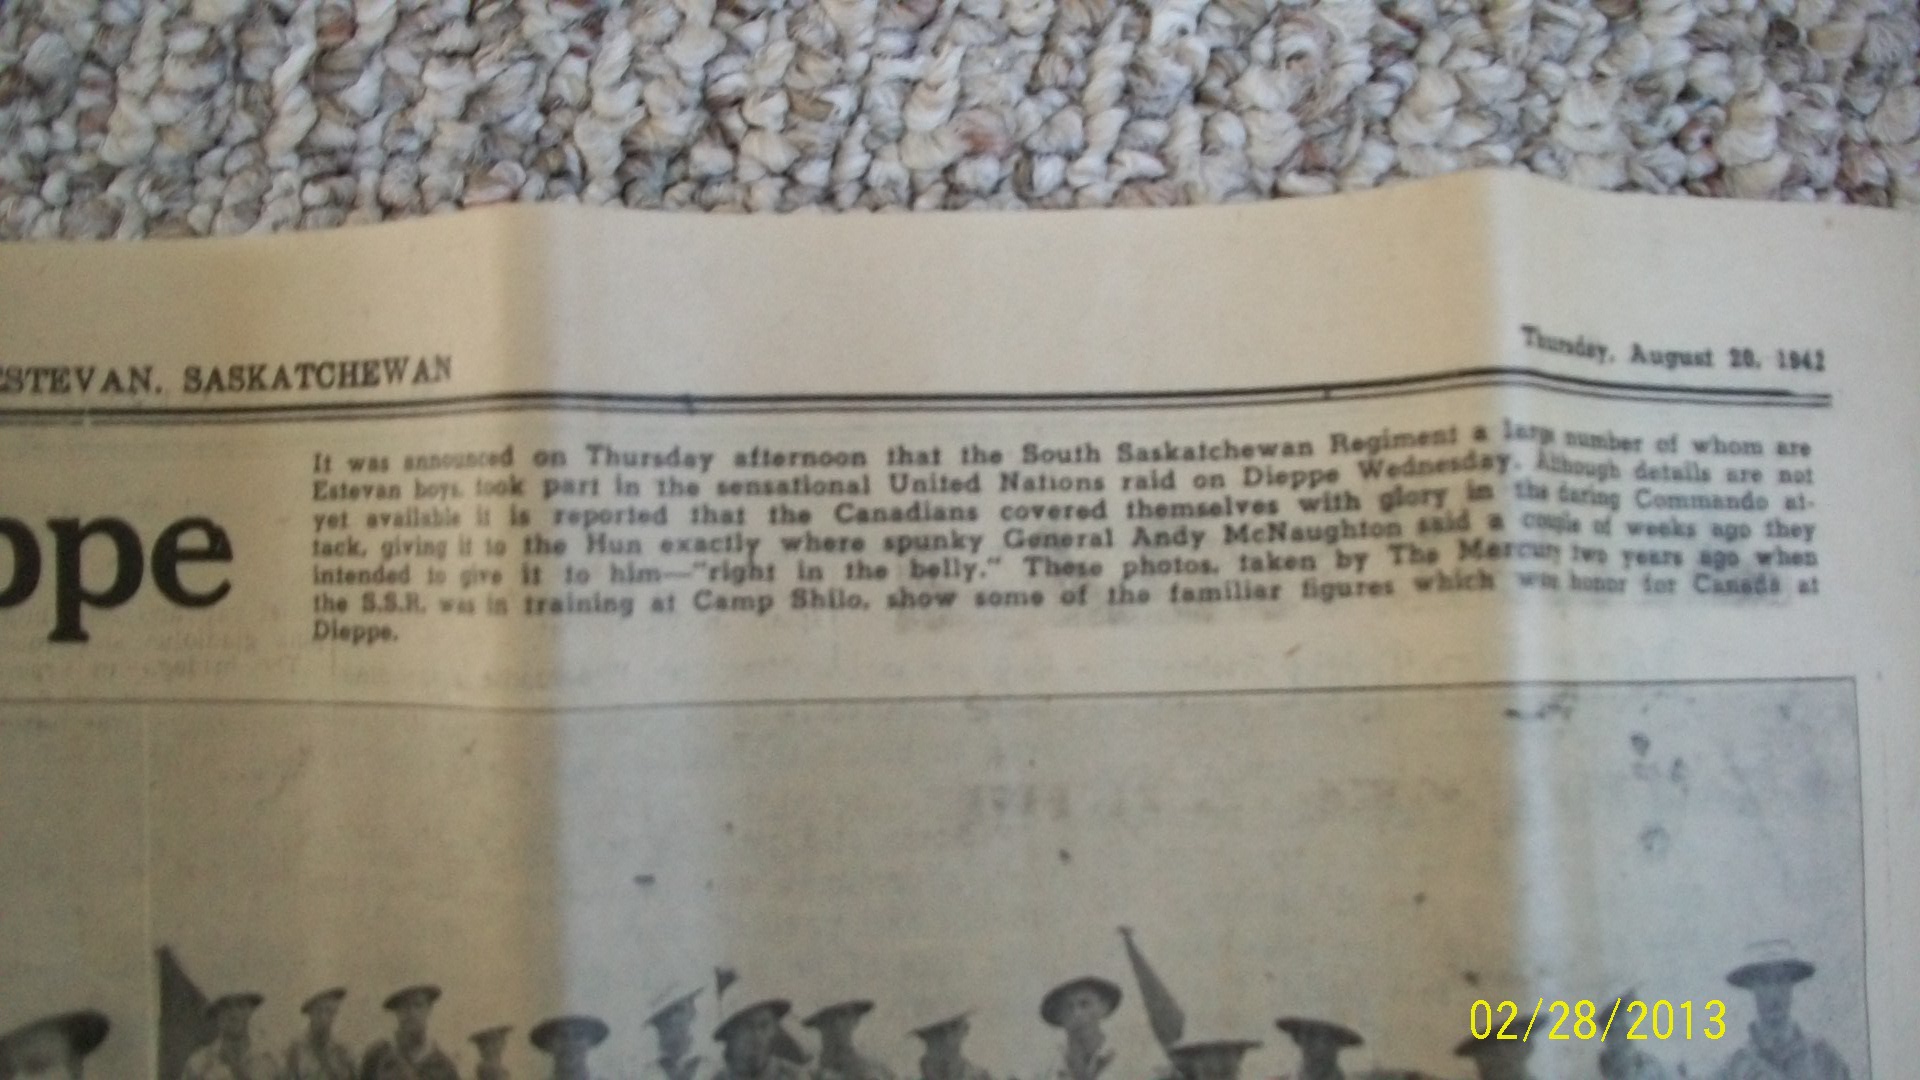 ESTEVAN, SASKATCHEWAN
Thursday, August 20, 1942
ppe
It was announced on Thursday afternoon that the South Saskatchewan Regiment a large number of whom are
Estevan boys, took part in the sensational United Nations raid on Dieppe Wednesday. Although details are not
yet available it is reported that the Canadians covered themselves with glory in the daring Commando at-
tack, giving it to the Hun exactly where spunky General Andy McNaughton said a couple of weeks ago they
intended to give it to him—"right in the belly." These photos, taken by The Mercury two years ago when
the S.S.R. was in training at Camp Shilo, show some of the familiar figures which won honor for Canada at
Dieppe.
02/28/2013